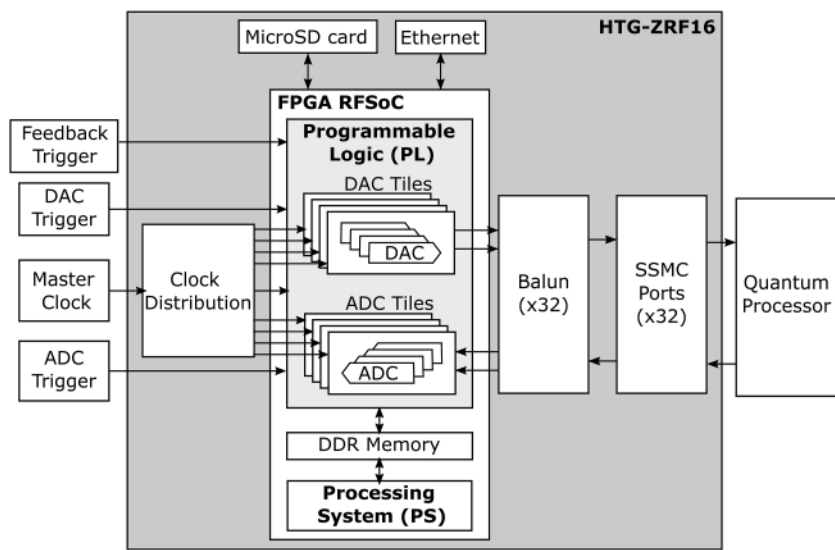 HTG-ZRF16
MicroSD card
Ethernet
FPGA RFSoC
Programmable
Logic (PL)
Feedback
Trigger
DAC
Trigger
Master
Clock
ADC
Trigger
Clock
Distribution
DAC Tiles
DAC
ADC Tiles
ADC
Balun
(x32)
SSMC
Ports
(x32)
Quantum
Processor
DDR Memory
Processing
System (PS)